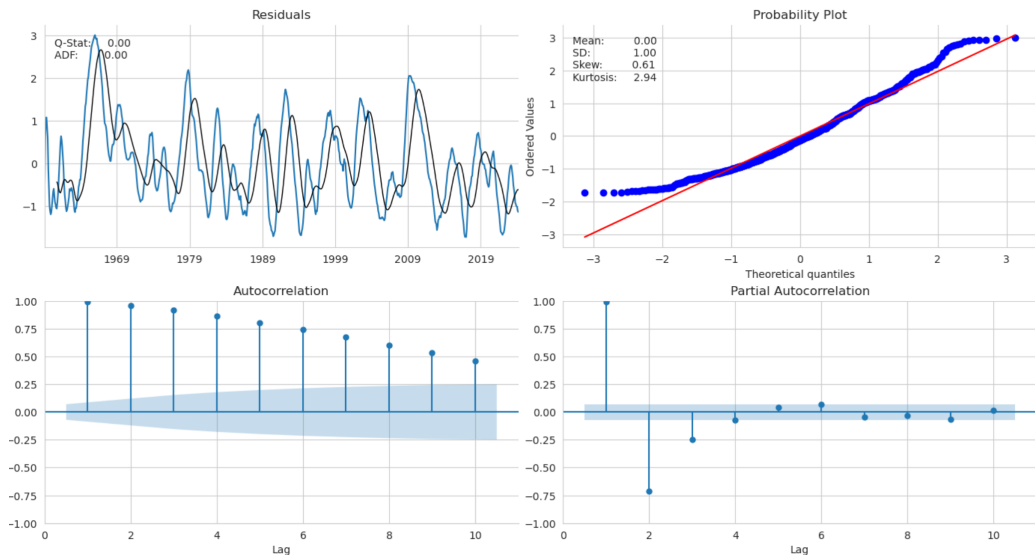 Residuals
3
2
1
0
−1
Q-Stat: 0.00
ADF: 0.00
1969 1979 1989 1999 2009 2019
Probability Plot
Ordered Values
3
2
1
0
−1
−2
−3
Mean: 0.00
SD: 1.00
Skew: 0.61
Kurtosis: 2.94
−3 −2 −1 0 1 2 3
Theoretical quantiles
Autocorrelation
1.00
0.75
0.50
0.25
0.00
−0.25
−0.50
−0.75
−1.00
0 2 4 6 8 10
Lag
Partial Autocorrelation
1.00
0.75
0.50
0.25
0.00
−0.25
−0.50
−0.75
−1.00
0 2 4 6 8 10
Lag